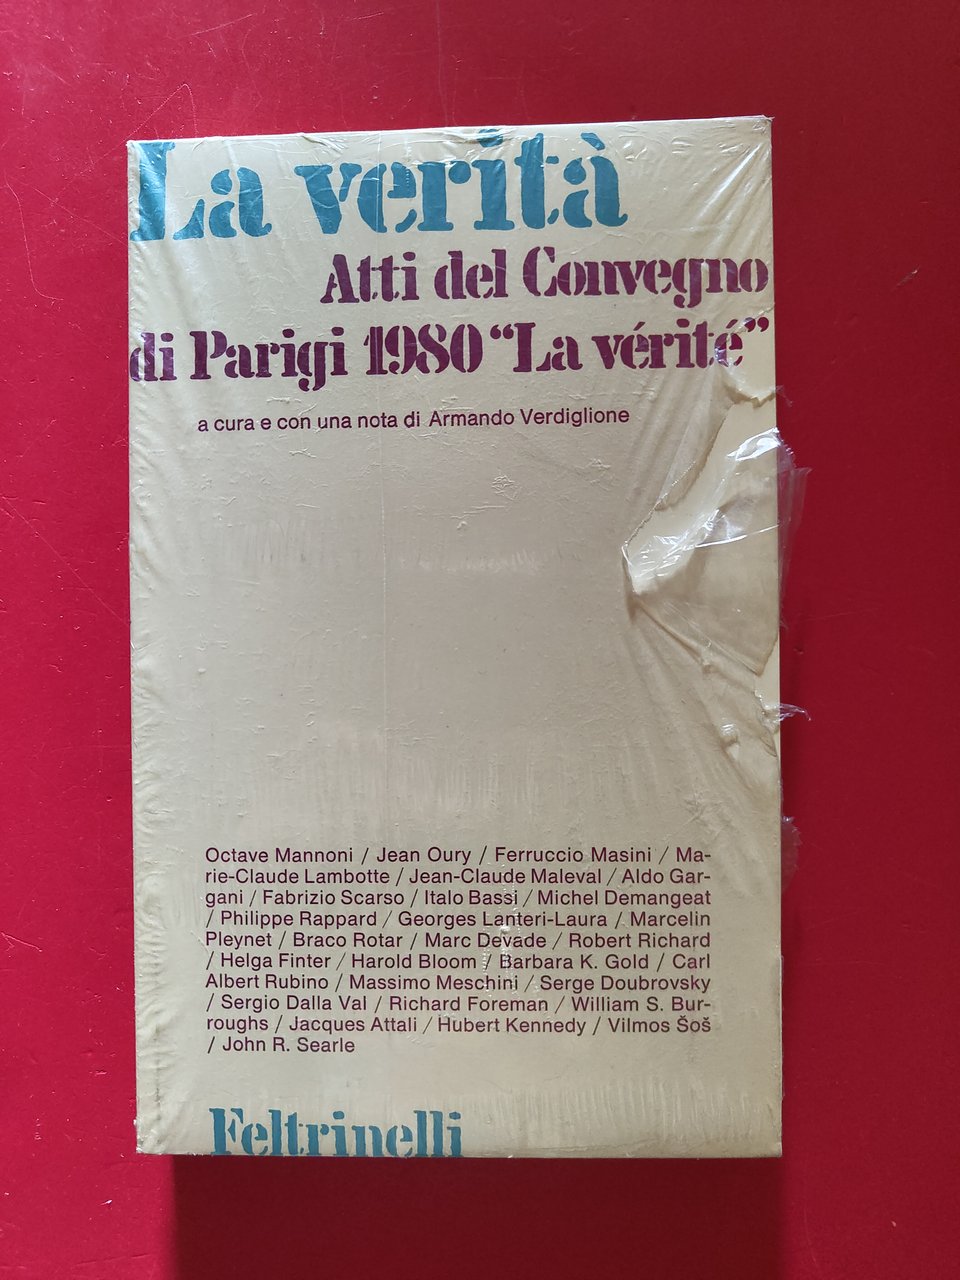 La verità
Atti del Convegno
di Parigi 1980 “La vérité”
a cura e con una nota di Armando Verdiglione
Octave Mannoni / Jean Oury / Ferruccio Masini / Ma-
rie-Claude Lambotte / Jean-Claude Maleval / Aldo Gar-
gani / Fabrizio Scarso / Italo Bassi / Michel Demangeat
/ Philippe Rappard / Georges Lanteri-Laura / Marcelin
Pleynet / Braco Rotar / Marc Devade / Robert Richard
/ Helga Finter / Harold Bloom / Barbara K. Gold / Carl
Albert Rubino / Massimo Meschini / Serge Doubrovsky
/ Sergio Dalla Val / Richard Foreman / William S. Bur-
roughs / Jacques Attali / Hubert Kennedy / Vilmos Šoš
/ John R. Searle
Feltrinelli